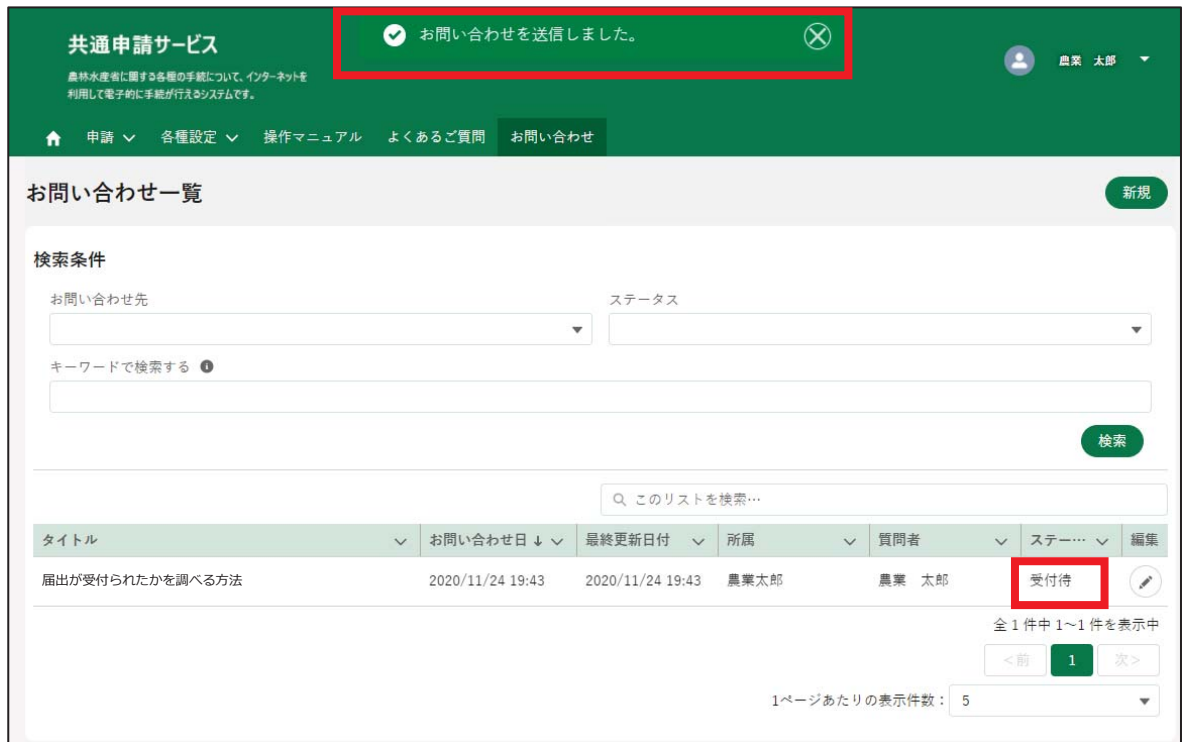 お問い合わせを送信しました。
共通申請サービス
農林水産省に関する各種の手続について、インターネットを
利用して電子的に手続が行えるシステムです。
農業 太郎
申請 各種設定 操作マニュアル よくあるご質問 お問い合わせ
お問い合わせ一覧
新規
検索条件
お問い合わせ先 ステータス
キーワードで検索する
検索
このリストを検索…
タイトル お問い合わせ日 ↓ 最終更新日付 所属 質問者 ステー… 編集
届出が受付られたかを調べる方法 2020/11/24 19:43 2020/11/24 19:43 農業太郎 農業 太郎 受付待
全 1 件中 1～1 件を表示中
<前 1 次>
1ページあたりの表示件数： 5